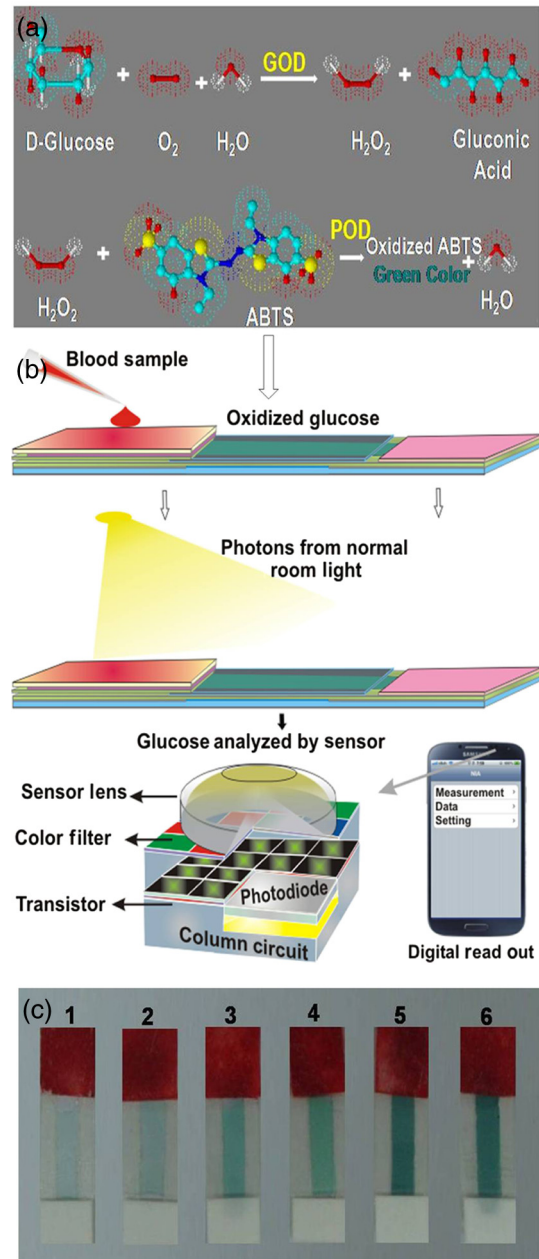 (a)
GOD
+ + + +
D-Glucose O₂ H₂O H₂O₂ Gluconic
Acid
POD
+ Oxidized ABTS +
Green Color
H₂O₂ ABTS H₂O
(b)
Blood sample
Oxidized glucose
Photons from normal
room light
Glucose analyzed by sensor
Sensor lens
Color filter
Transistor
Photodiode
Column circuit
SAMSUNG
Measurement ›
Data ›
Setting ›
Digital read out
(c)
1 2 3 4 5 6